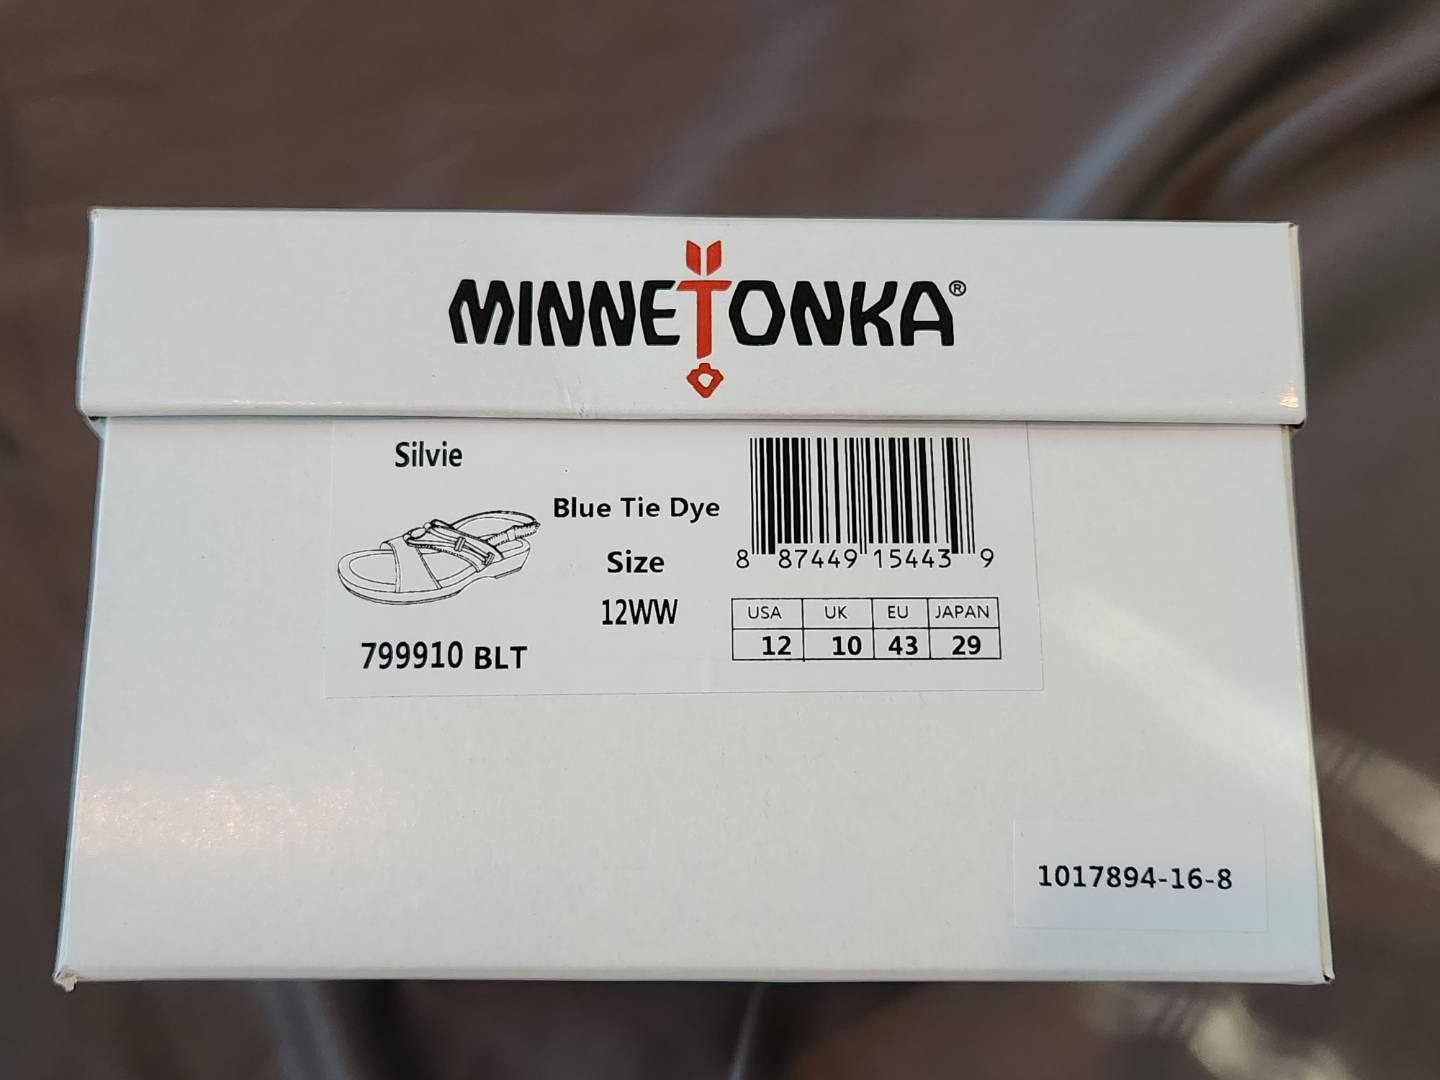 MINNETONKA®
Silvie
Blue Tie Dye
Size
12WW
799910 BLT
8 87449 15443 9
USA UK EU JAPAN
12 10 43 29
1017894-16-8